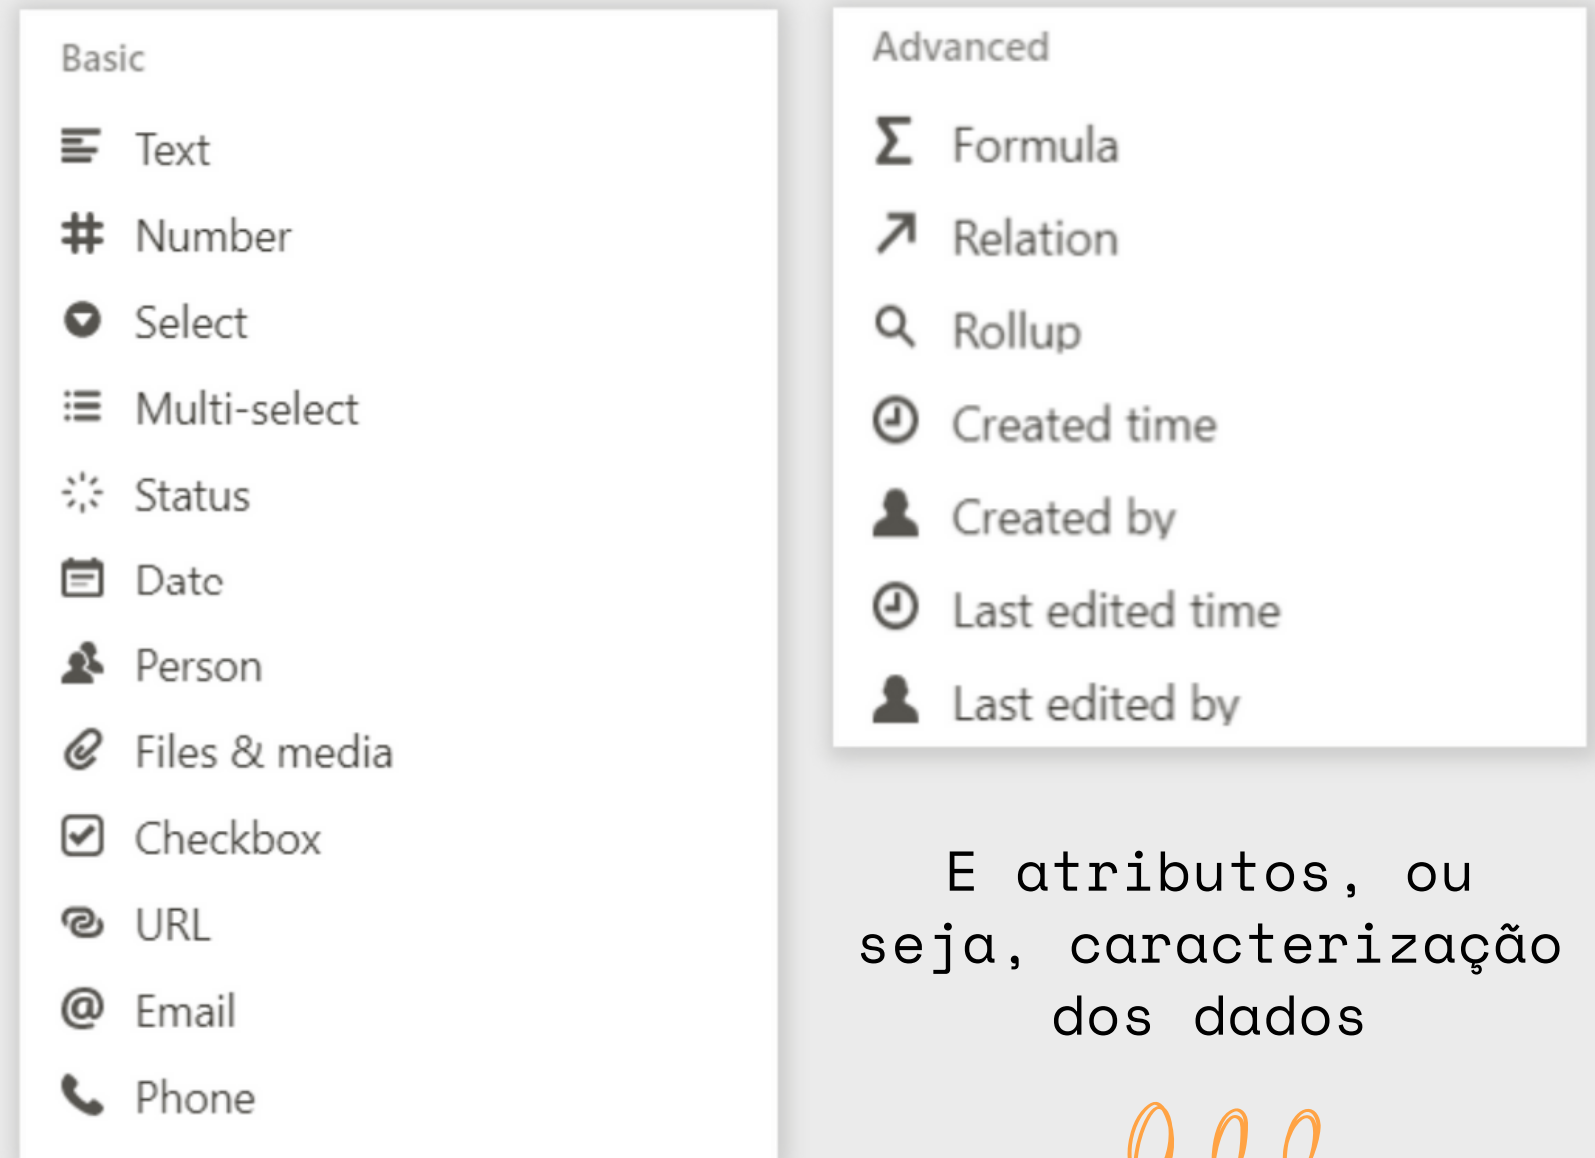 Basic
Text
Number
Select
Multi-select
Status
Date
Person
Files & media
Checkbox
URL
Email
Phone
Advanced
Formula
Relation
Rollup
Created time
Created by
Last edited time
Last edited by
E atributos, ou
seja, caracterização
dos dados